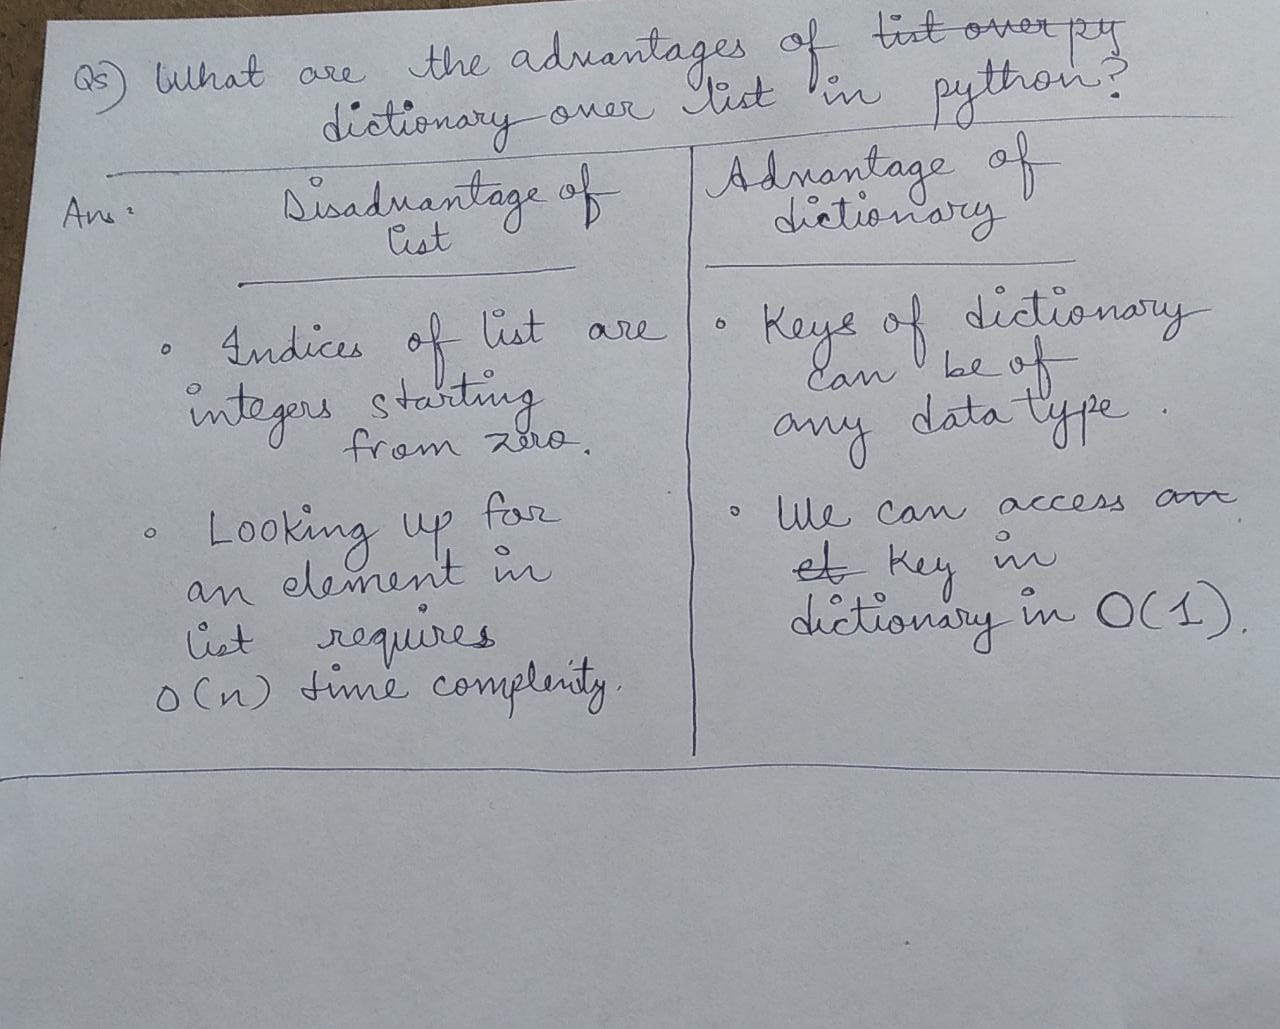 Q5) What are the advantages of list over py
dictionary over list in python?
Ans:
Disadvantage of
list
• Indices of list are
integers starting
from zero.
• Looking up for
an element in
list requires
O(n) time complexity.
Advantage of
dictionary
• Keys of dictionary
can be of
any data type.
• We can access an
el key in
dictionary in O(1).